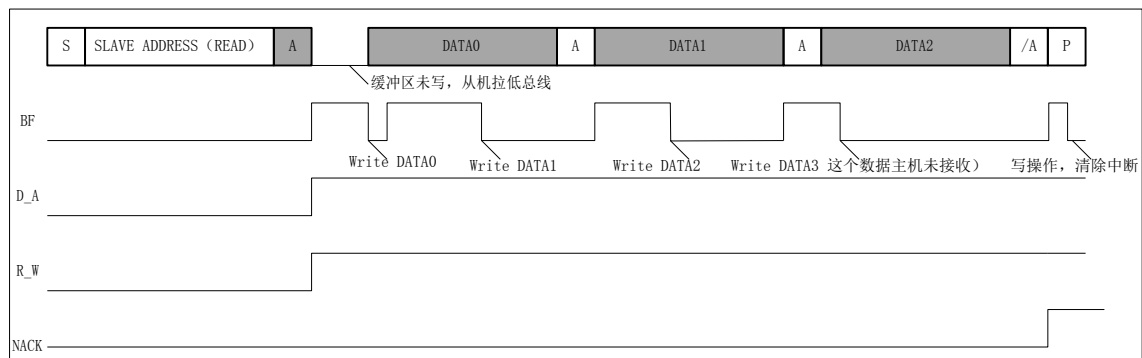 S SLAVE ADDRESS (READ) A DATA0 A DATA1 A DATA2 /A P
缓冲区未写，从机拉低总线
BF
Write DATA0 Write DATA1 Write DATA2 Write DATA3 这个数据主机未接收） 写操作，清除中断
D_A
R_W
NACK